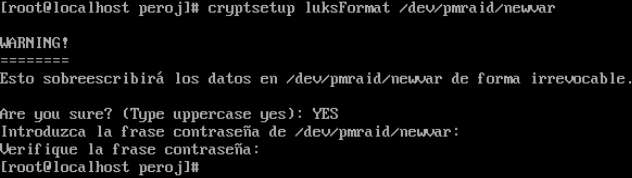 [root@localhost peroj]# cryptsetup luksFormat /dev/pmraid/newvar
WARNING!
========
Esto sobreescribirá los datos en /dev/pmraid/newvar de forma irrevocable.
Are you sure? (Type uppercase yes): YES
Introduzca la frase contraseña de /dev/pmraid/newvar:
Verifique la frase contraseña:
[root@localhost peroj]#